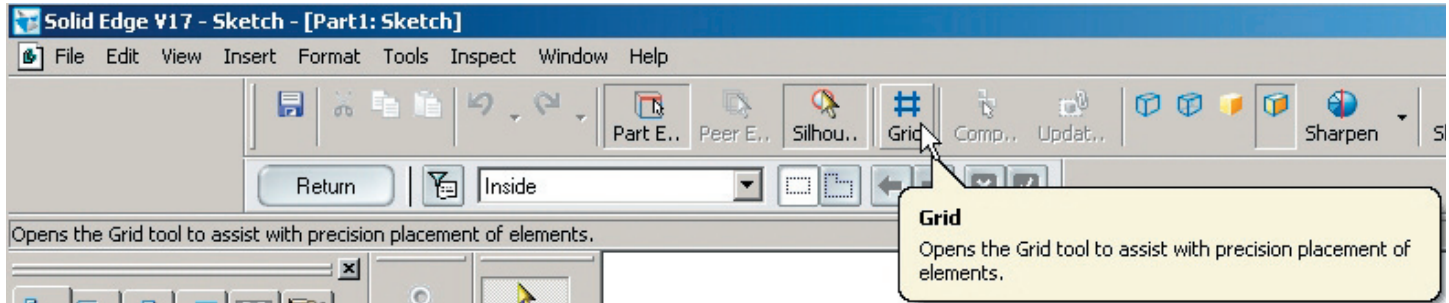 Solid Edge V17 - Sketch - [Part1: Sketch]
File Edit View Insert Format Tools Inspect Window Help
Part E.. Peer E.. Silhou.. Grid Comp.. Updat.. Sharpen
Return Inside
Grid
Opens the Grid tool to assist with precision placement of
elements.
Opens the Grid tool to assist with precision placement of elements.